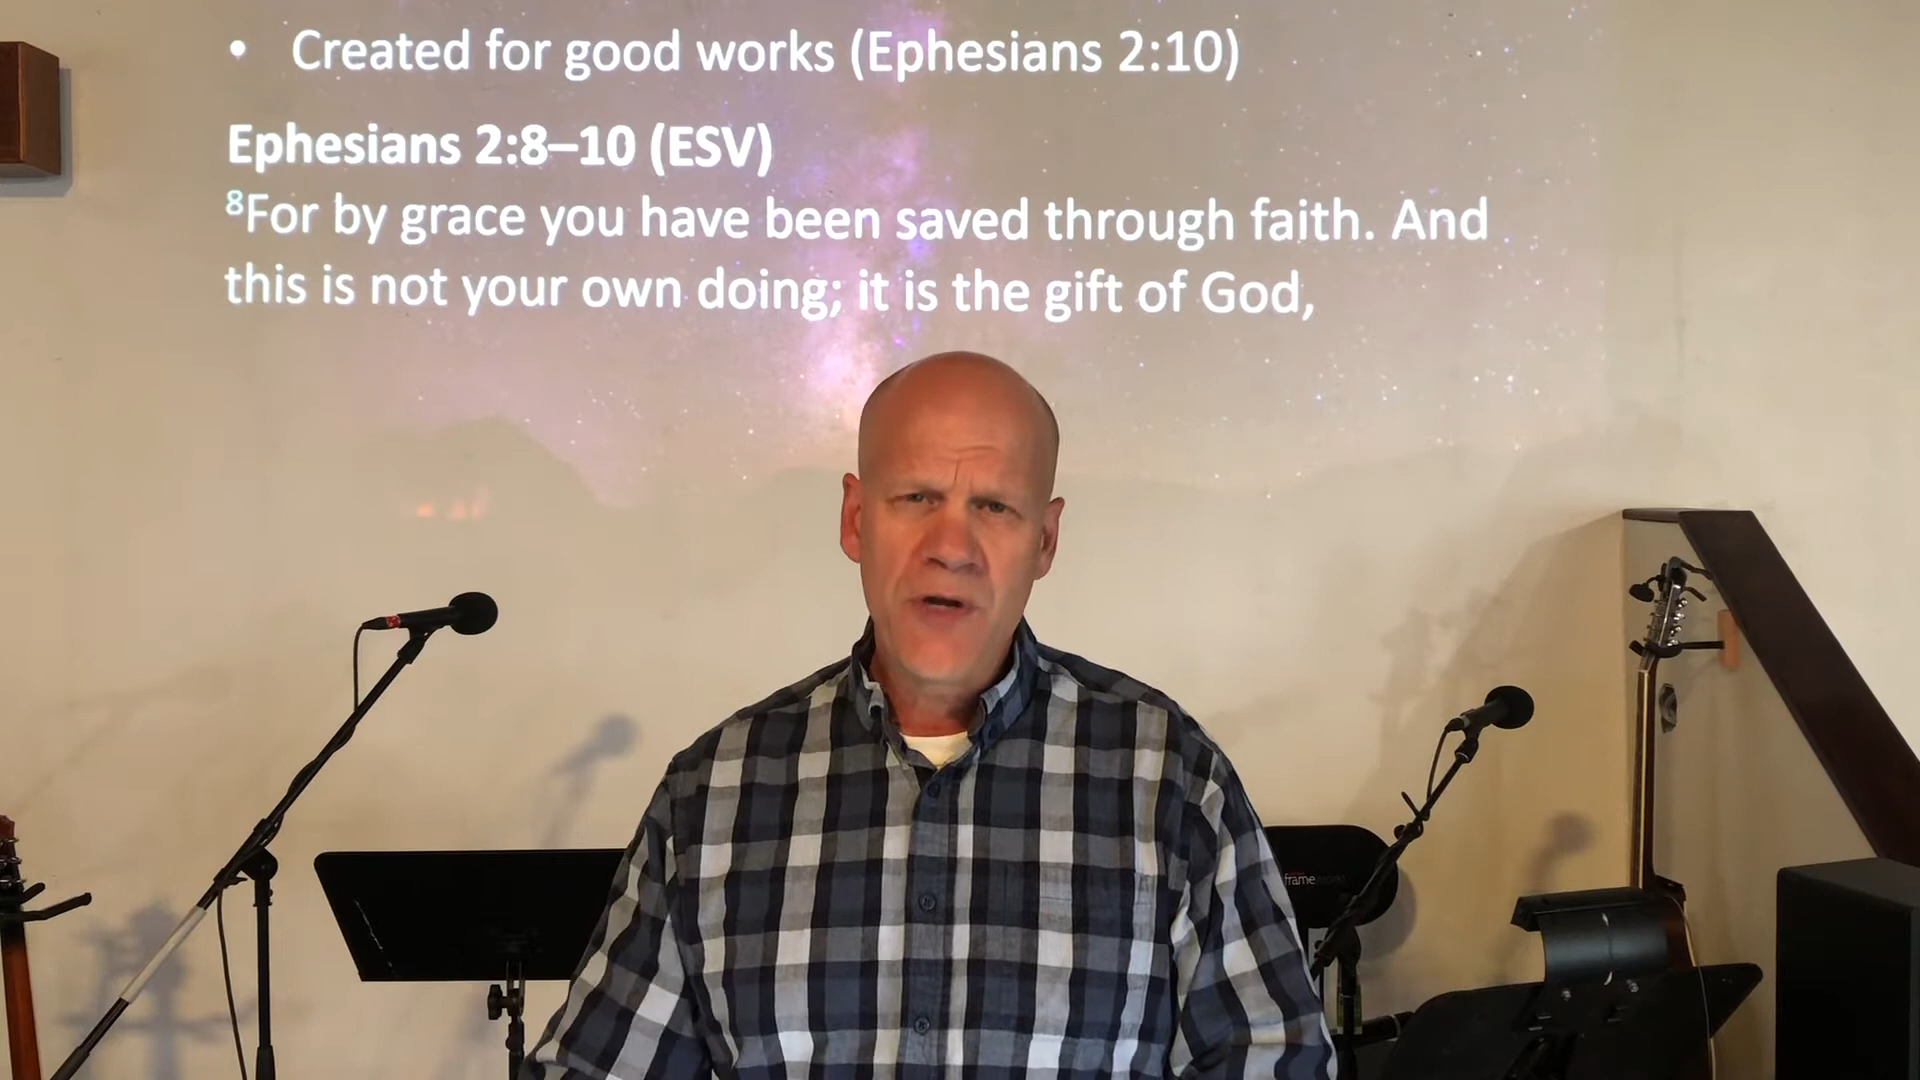 • Created for good works (Ephesians 2:10)
Ephesians 2:8–10 (ESV)
⁸For by grace you have been saved through faith. And
this is not your own doing; it is the gift of God,
frameworks